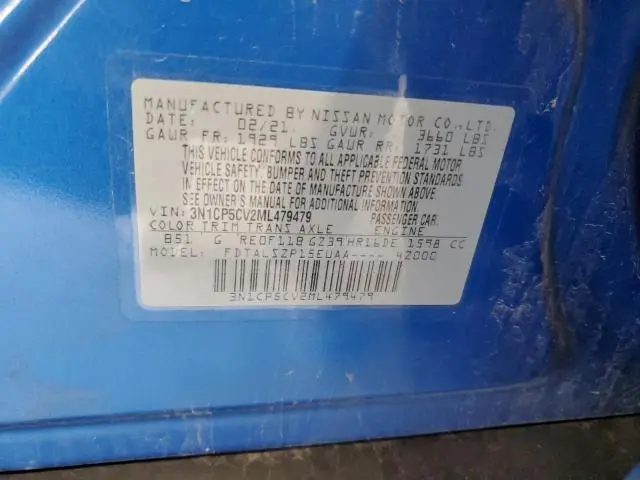 MANUFACTURED BY NISSAN MOTOR CO.,LTD.
DATE: 02/21. GVWR: 3660 LBS
GAWR FR: 1929 LBS GAWR RR: 1731 LBS
THIS VEHICLE CONFORMS TO ALL APPLICABLE FEDERAL MOTOR
VEHICLE SAFETY, BUMPER AND THEFT PREVENTION STANDARDS
IN EFFECT ON THE DATE OF MANUFACTURE SHOWN ABOVE.
SEE OWNER'S MANUAL FOR ADDITIONAL INFORMATION.
VIN: 3N1CP5CV2ML479479 PASSENGER CAR.
COLOR TRIM TRANS AXLE ENGINE
B51 G RE0F11B GZ39 HR16DE 1598 CC
MODEL: FDTALSZP15EUAA---- 42000
3N1CP5CV2ML479479